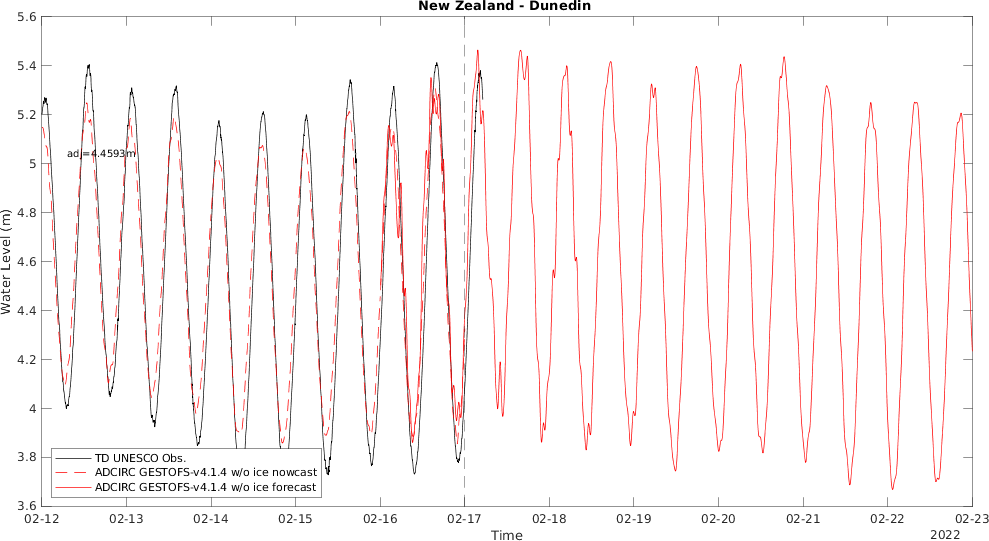 New Zealand - Dunedin
5.6
5.4
5.2
5
4.8
4.6
4.4
4.2
4
3.8
3.6
Water Level (m)
adj=4.4593m
TD UNESCO Obs.
ADCIRC GESTOFS-v4.1.4 w/o ice nowcast
ADCIRC GESTOFS-v4.1.4 w/o ice forecast
02-12 02-13 02-14 02-15 02-16 02-17 02-18 02-19 02-20 02-21 02-22 02-23
Time
2022